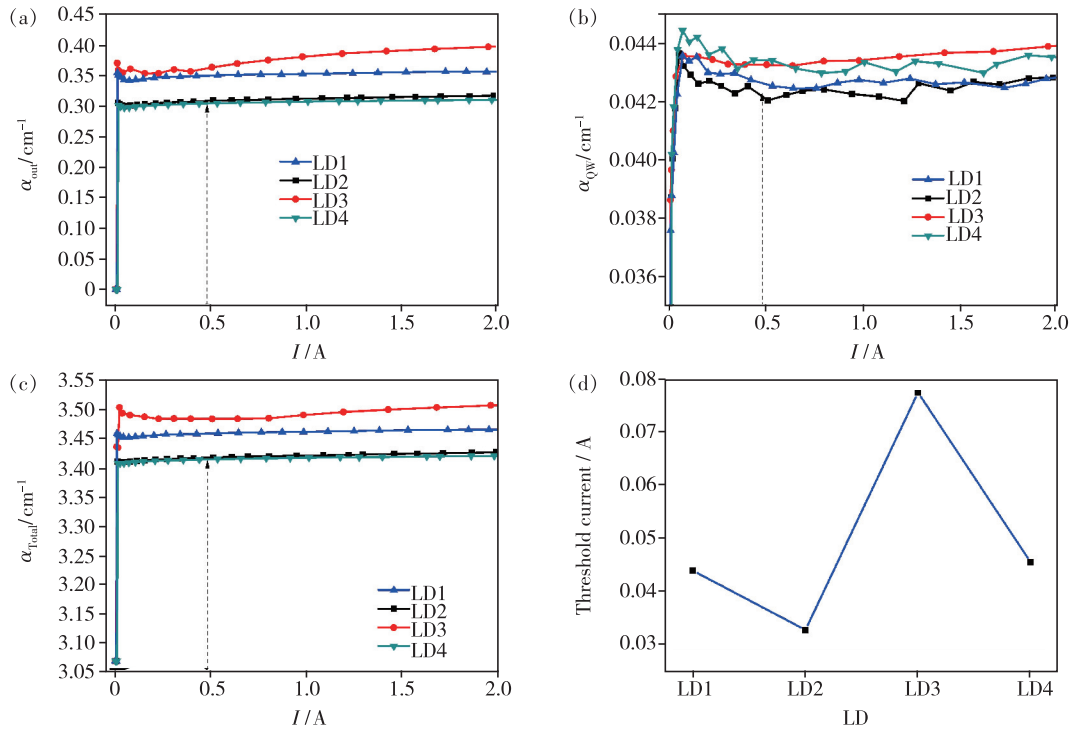 (a)
0.45
0.40
0.35
0.30
0.25
0.20
0.15
0.10
0.05
0
α_out/cm⁻¹
LD1
LD2
LD3
LD4
0
0.5
1.0
1.5
2.0
I/A
(b)
0.044
0.042
0.040
0.038
0.036
α_QW/cm⁻¹
LD1
LD2
LD3
LD4
0
0.5
1.0
1.5
2.0
I/A
(c)
3.55
3.50
3.45
3.40
3.35
3.30
3.25
3.20
3.15
3.10
3.05
α_Total/cm⁻¹
LD1
LD2
LD3
LD4
0
0.5
1.0
1.5
2.0
I/A
(d)
0.08
0.07
0.06
0.05
0.04
0.03
Threshold current / A
LD1
LD2
LD3
LD4
LD